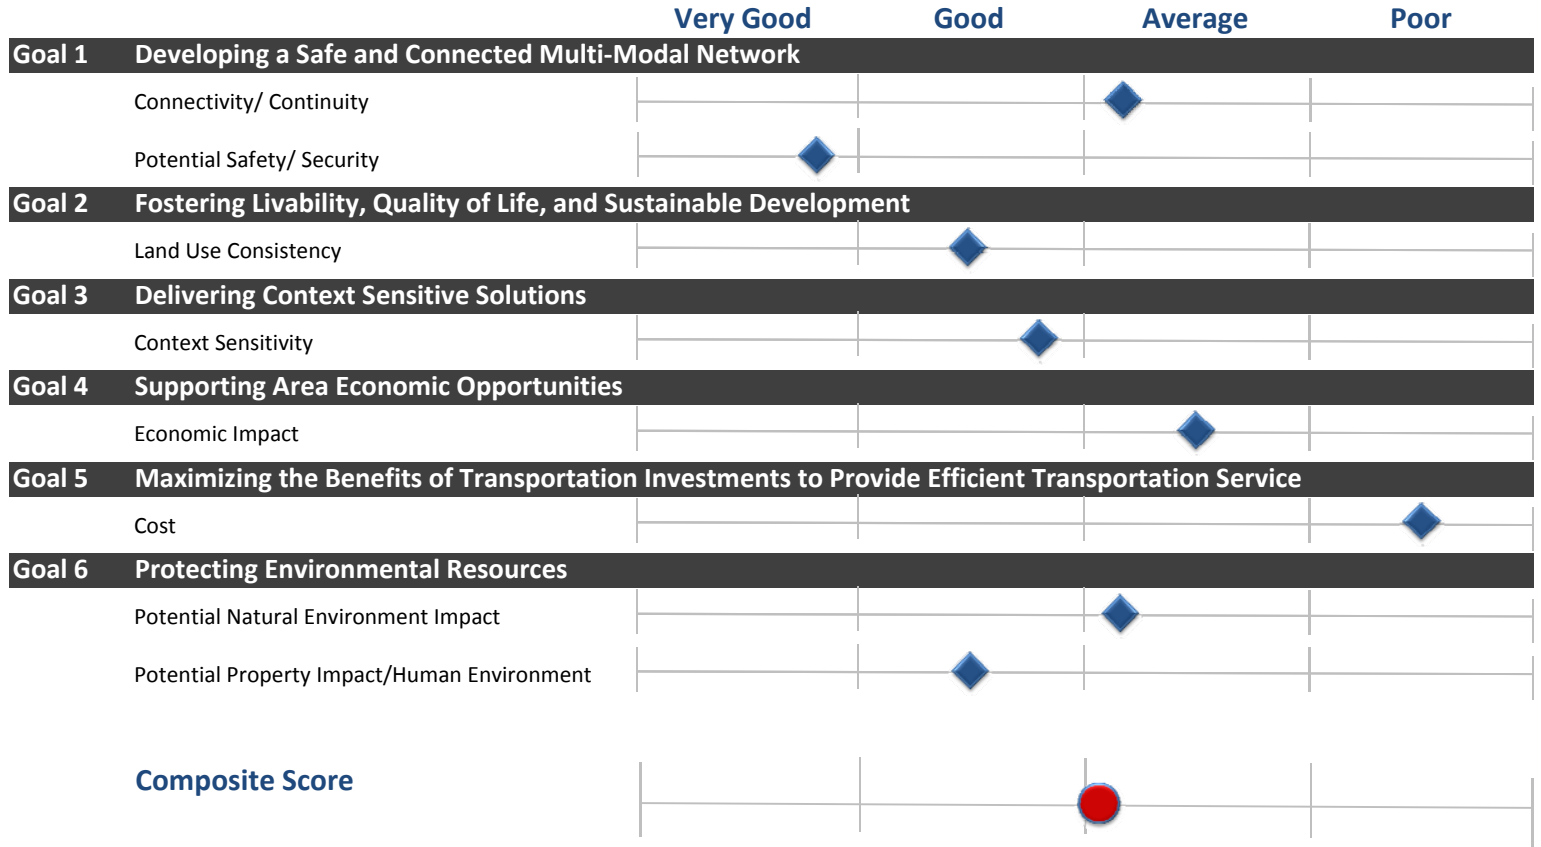 Very Good Good Average Poor
Goal 1 Developing a Safe and Connected Multi-Modal Network
Connectivity/ Continuity
Potential Safety/ Security
Goal 2 Fostering Livability, Quality of Life, and Sustainable Development
Land Use Consistency
Goal 3 Delivering Context Sensitive Solutions
Context Sensitivity
Goal 4 Supporting Area Economic Opportunities
Economic Impact
Goal 5 Maximizing the Benefits of Transportation Investments to Provide Efficient Transportation Service
Cost
Goal 6 Protecting Environmental Resources
Potential Natural Environment Impact
Potential Property Impact/Human Environment
Composite Score